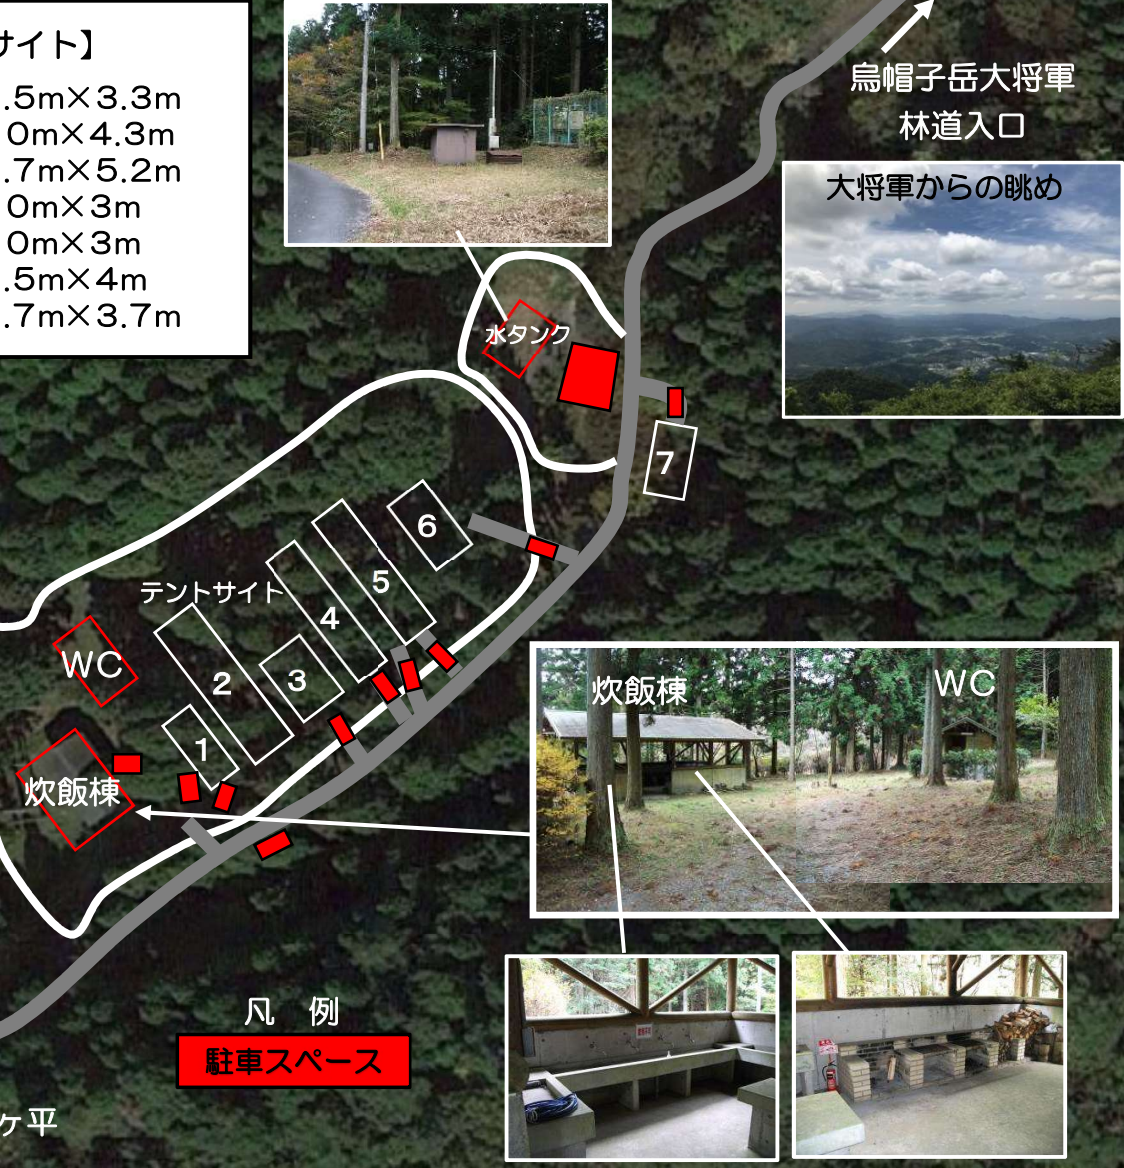 サイト】
.5m×3.3m
0m×4.3m
.7m×5.2m
0m×3m
0m×3m
.5m×4m
.7m×3.7m
烏帽子岳大将軍
林道入口
大将軍からの眺め
水タンク
7
6
5
テントサイト
4
WC
3
2
1
炊飯棟
炊飯棟
WC
凡 例
駐車スペース
ヶ平